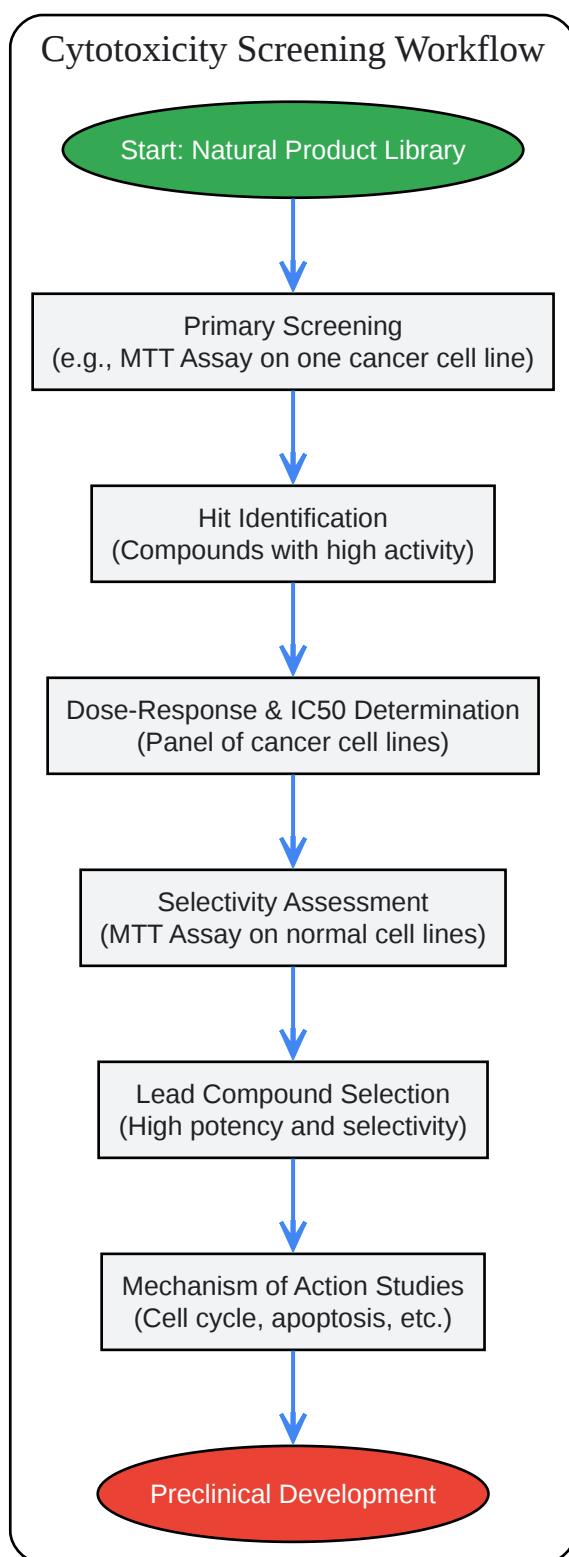 Cytotoxicity Screening Workflow
Start: Natural Product Library
Primary Screening
(e.g., MTT Assay on one cancer cell line)
Hit Identification
(Compounds with high activity)
Dose-Response & IC50 Determination
(Panel of cancer cell lines)
Selectivity Assessment
(MTT Assay on normal cell lines)
Lead Compound Selection
(High potency and selectivity)
Mechanism of Action Studies
(Cell cycle, apoptosis, etc.)
Preclinical Development